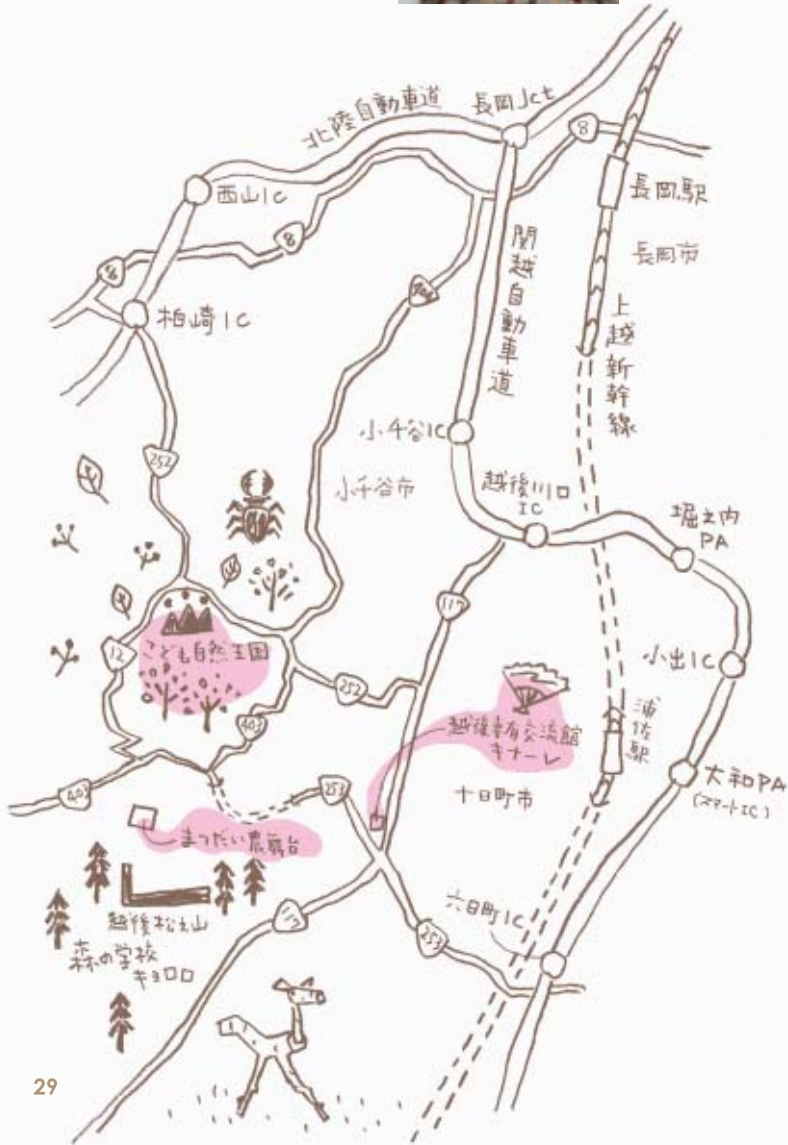 北陸自動車道
長岡Jct
8
西山IC
長岡駅
8
長岡市
8
関越自動車道
柏崎IC
404
上越新幹線
小千谷IC
252
小千谷市
越後川口
IC
堀之内
PA
117
12
こども自然王国
小出IC
252
403
浦佐駅
越後妻有交流館
キナーレ
大和PA
(スマートIC)
403
253
十日町市
まつだい農舞台
越後松之山
森の学校
キョロロ
117
六日町IC
253
29